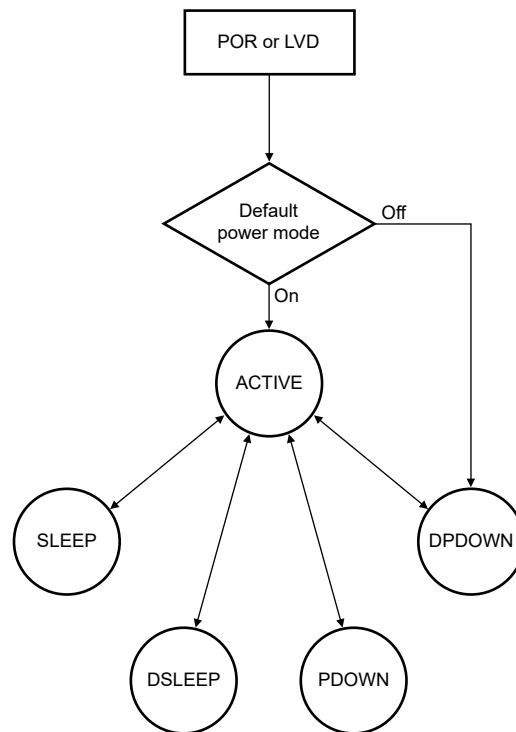 POR or LVD
Default
power mode
Off
On
ACTIVE
SLEEP
DPDOWN
DSLEEP
PDOWN